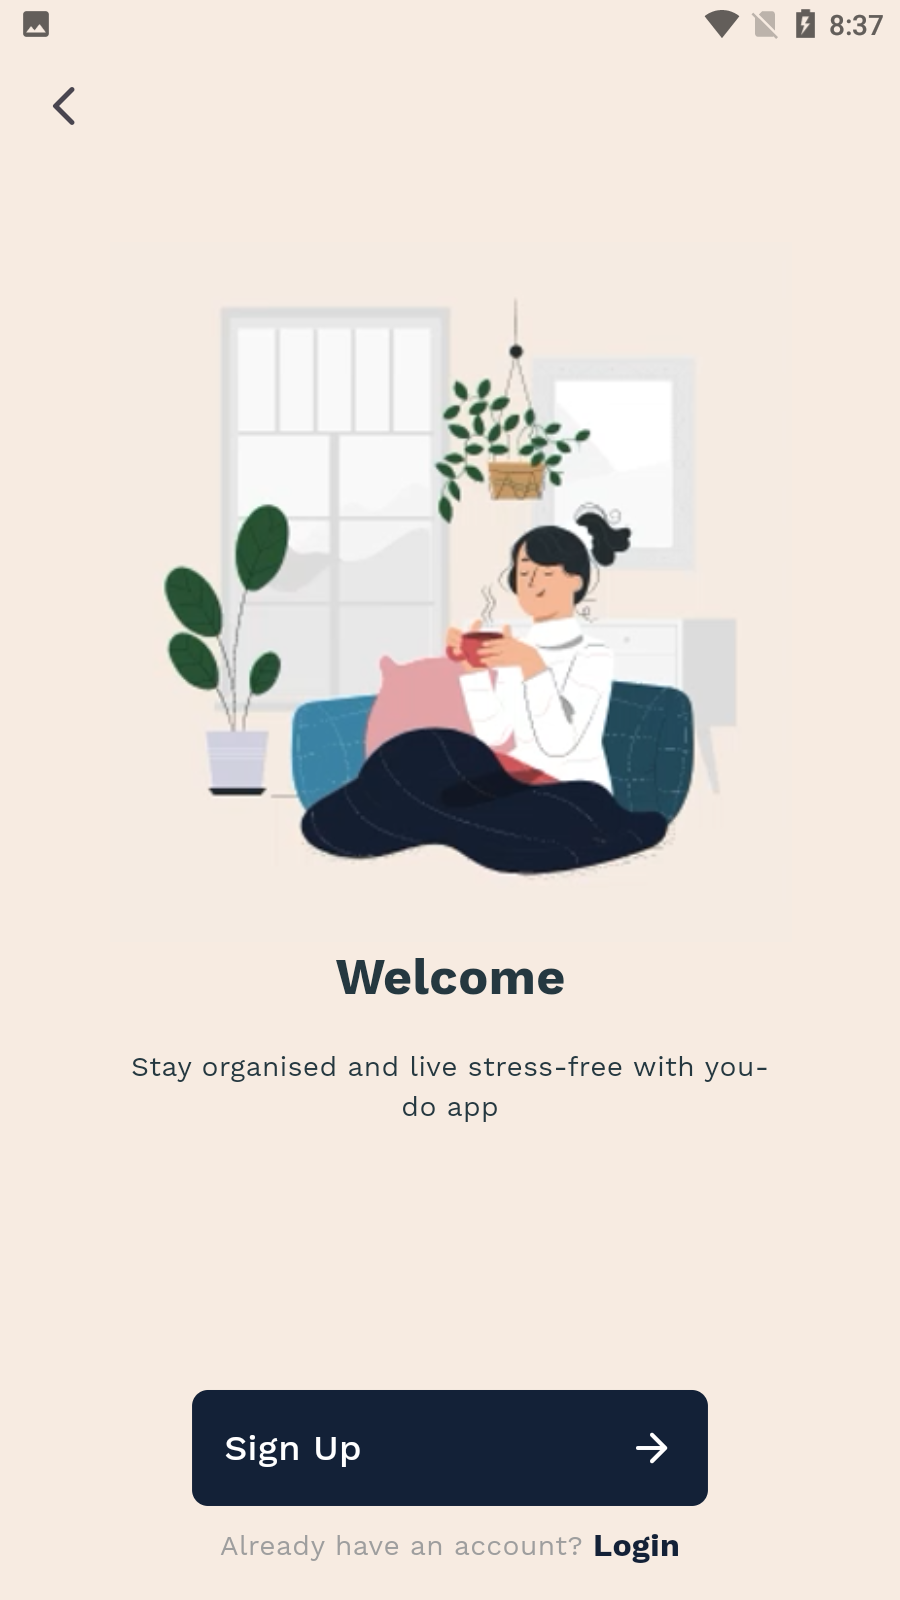 8:37
Welcome
Stay organised and live stress-free with you-
do app
Sign Up
Already have an account? Login